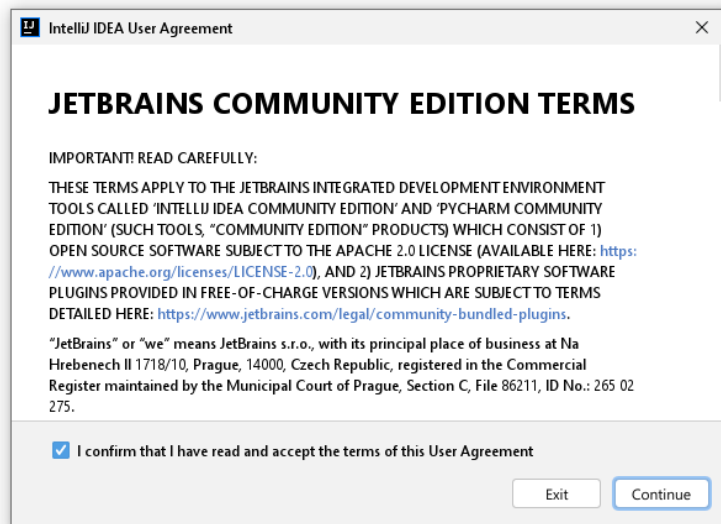 IJ
IntelliJ IDEA User Agreement
JETBRAINS COMMUNITY EDITION TERMS
IMPORTANT! READ CAREFULLY:
THESE TERMS APPLY TO THE JETBRAINS INTEGRATED DEVELOPMENT ENVIRONMENT
TOOLS CALLED ‘INTELLIJ IDEA COMMUNITY EDITION’ AND ‘PYCHARM COMMUNITY
EDITION’ (SUCH TOOLS, “COMMUNITY EDITION” PRODUCTS) WHICH CONSIST OF 1)
OPEN SOURCE SOFTWARE SUBJECT TO THE APACHE 2.0 LICENSE (AVAILABLE HERE: https:
//www.apache.org/licenses/LICENSE-2.0), AND 2) JETBRAINS PROPRIETARY SOFTWARE
PLUGINS PROVIDED IN FREE-OF-CHARGE VERSIONS WHICH ARE SUBJECT TO TERMS
DETAILED HERE: https://www.jetbrains.com/legal/community-bundled-plugins.
“JetBrains” or “we” means JetBrains s.r.o., with its principal place of business at Na
Hrebenech II 1718/10, Prague, 14000, Czech Republic, registered in the Commercial
Register maintained by the Municipal Court of Prague, Section C, File 86211, ID No.: 265 02
275.
I confirm that I have read and accept the terms of this User Agreement
Exit
Continue